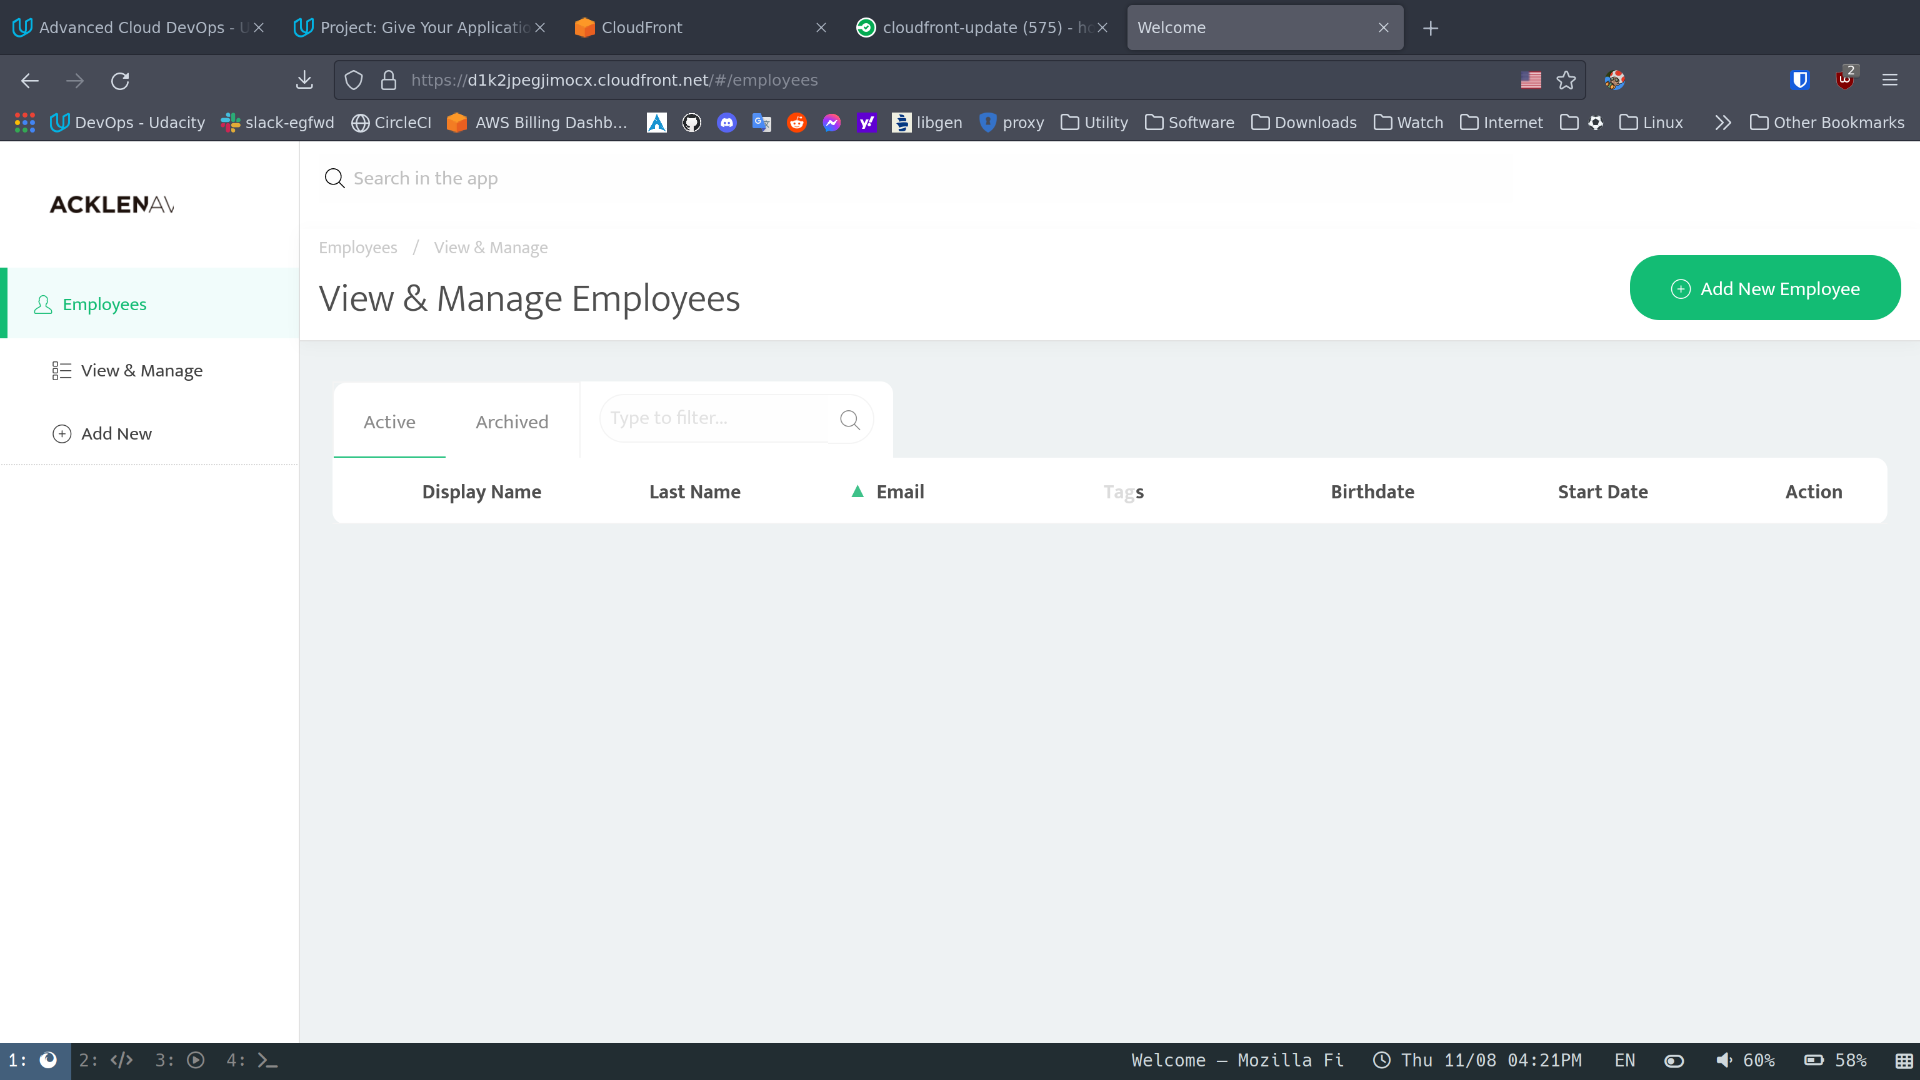 Advanced Cloud DevOps - U
Project: Give Your Applicatio
CloudFront
cloudfront-update (575) - ho
Welcome
https://d1k2jpegjimocx.cloudfront.net/#/employees
2
DevOps - Udacity
slack-egfwd
CircleCI
AWS Billing Dashb...
libgen
proxy
Utility
Software
Downloads
Watch
Internet
Linux
Other Bookmarks
ACKLENAV
Search in the app
Employees / View & Manage
View & Manage Employees
Add New Employee
Employees
View & Manage
Add New
Active
Archived
Type to filter...
Display Name Last Name ▲ Email Tags Birthdate Start Date Action
1: 2: </> 3: 4: >_ Welcome — Mozilla Fi Thu 11/08 04:21PM EN 60% 58%